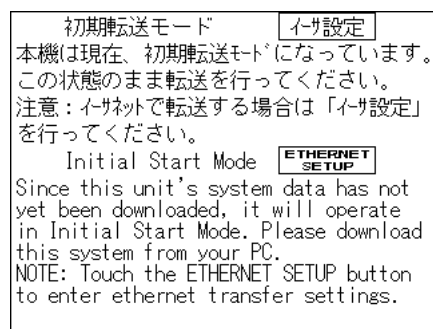 初期転送モード ｲｰｻ設定
本機は現在、初期転送ﾓｰﾄﾞになっています。
この状態のまま転送を行ってください。
注意：ｲｰｻﾈｯﾄで転送する場合は「ｲｰｻ設定」
を行ってください。
Initial Start Mode ETHERNET SETUP
Since this unit's system data has not
yet been downloaded, it will operate
in Initial Start Mode. Please download
this system from your PC.
NOTE: Touch the ETHERNET SETUP button
to enter ethernet transfer settings.